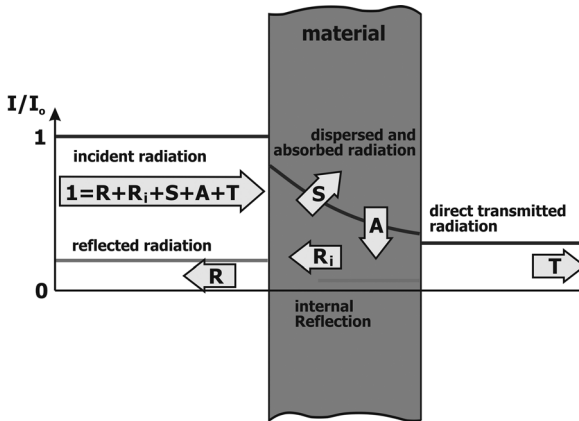 material
I/I₀
1
dispersed and
absorbed radiation
incident radiation
1=R+Rᵢ+S+A+T
S
A
direct transmitted
radiation
reflected radiation
R
Rᵢ
T
0
internal
Reflection